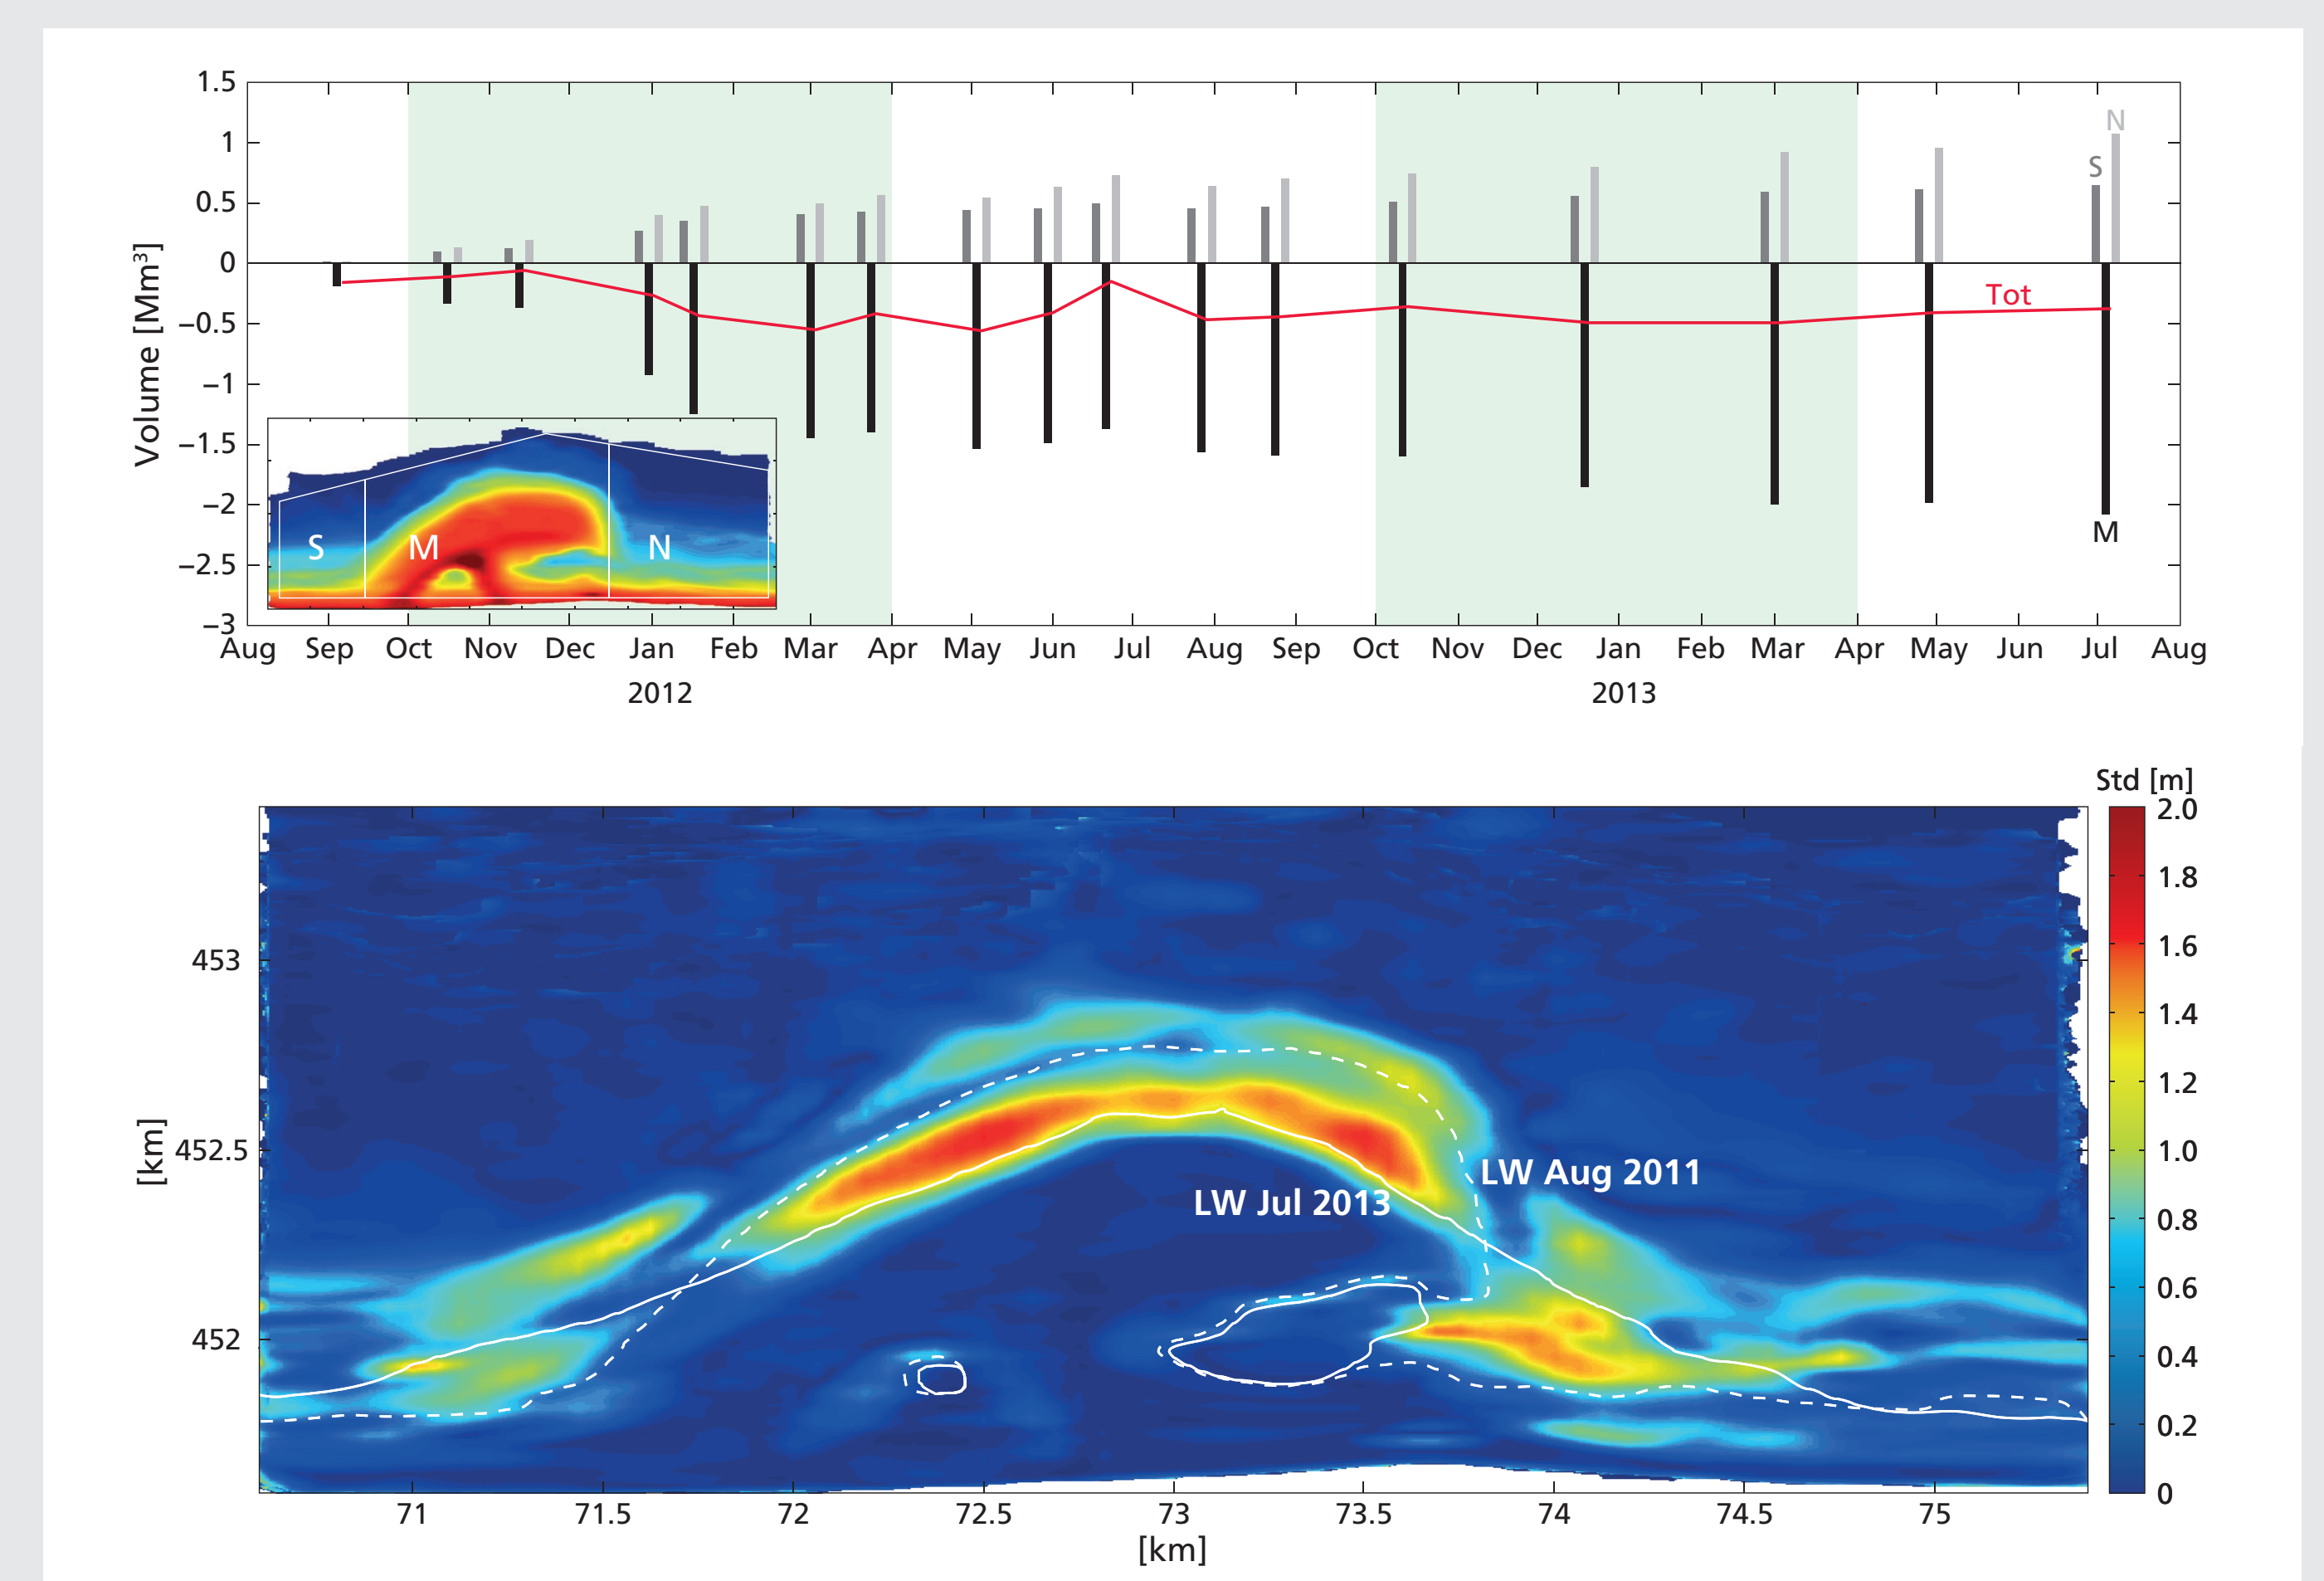 1.5
1
0.5
0
−0.5
−1
−1.5
−2
−2.5
−3
Volume [Mm³]
N
S
Tot
M
S M N
Aug Sep Oct Nov Dec Jan Feb Mar Apr May Jun Jul Aug Sep Oct Nov Dec Jan Feb Mar Apr May Jun Jul Aug
2012 2013
Std [m]
2.0
1.8
1.6
1.4
1.2
1.0
0.8
0.6
0.4
0.2
0
453
452.5
452
[km]
LW Aug 2011
LW Jul 2013
71 71.5 72 72.5 73 73.5 74 74.5 75
[km]